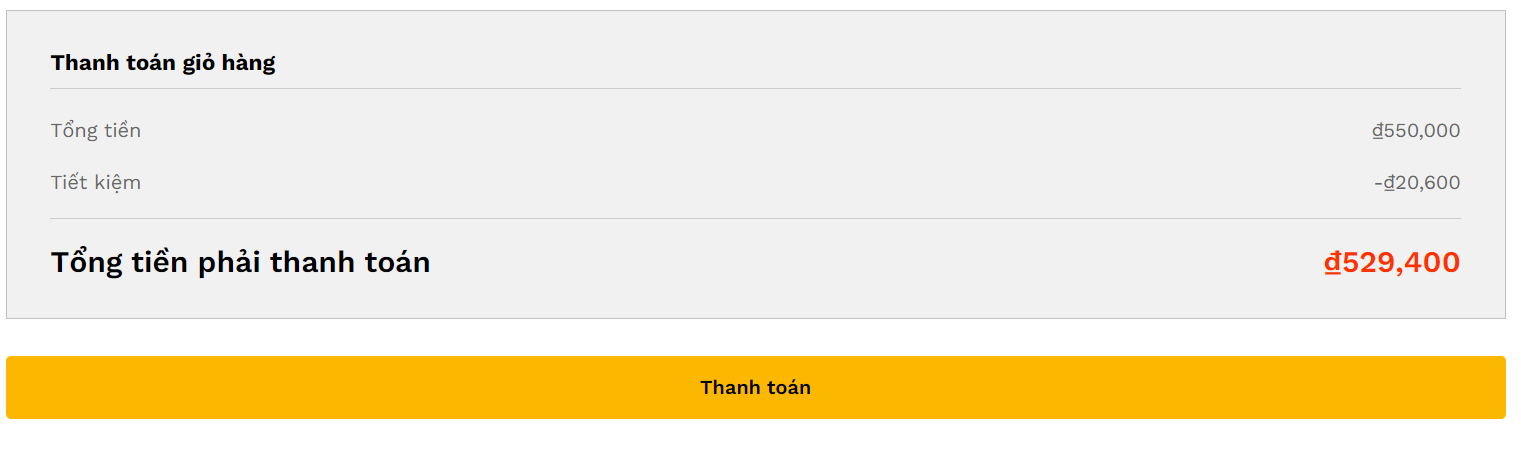 Thanh toán giỏ hàng
Tổng tiền ₫550,000
Tiết kiệm -₫20,600
Tổng tiền phải thanh toán ₫529,400
Thanh toán